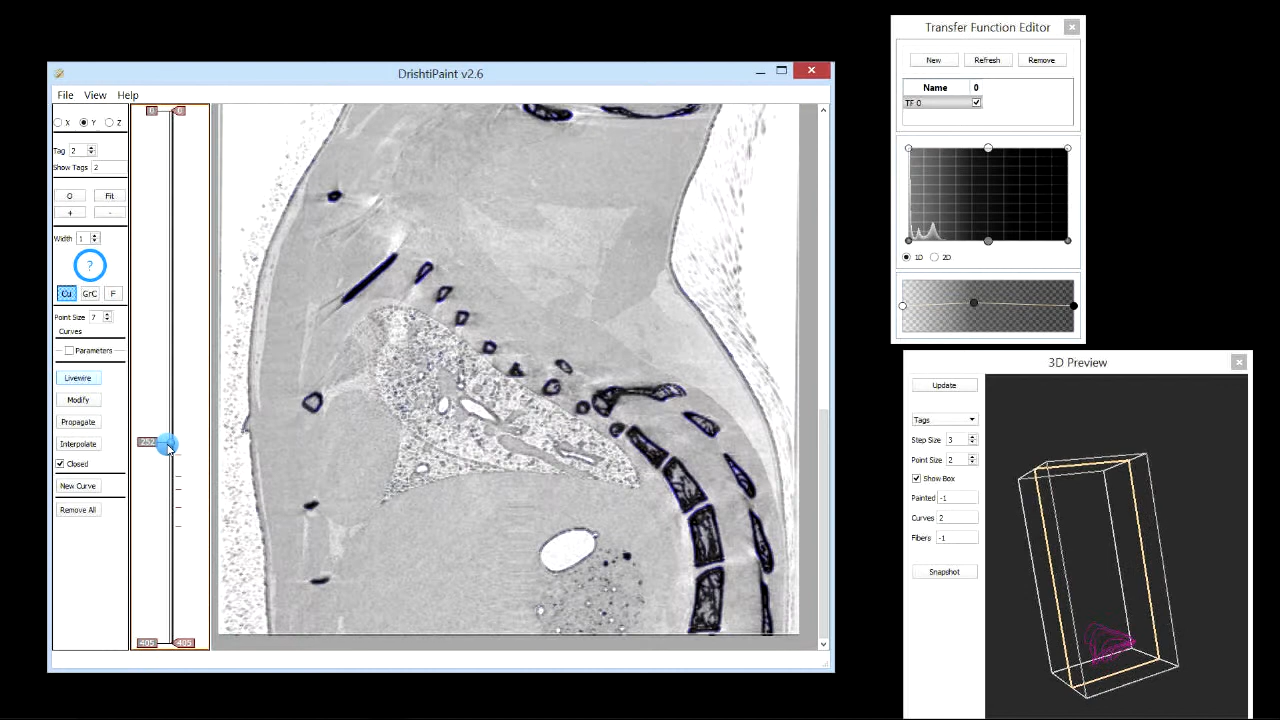 DrishtiPaint v2.6
File View Help
X Y Z
Tag 2
Show Tags 2
O Fit
+ -
Width 1
?
Cu GrC F
Point Size 7
Curves
Parameters
Livewire
Modify
Propagate
Interpolate
Closed
New Curve
Remove All
0
252
405 405
Transfer Function Editor
New Refresh Remove
Name 0
TF 0
1D 2D
3D Preview
Update
Tags
Step Size 3
Point Size 2
Show Box
Painted -1
Curves 2
Fibers -1
Snapshot